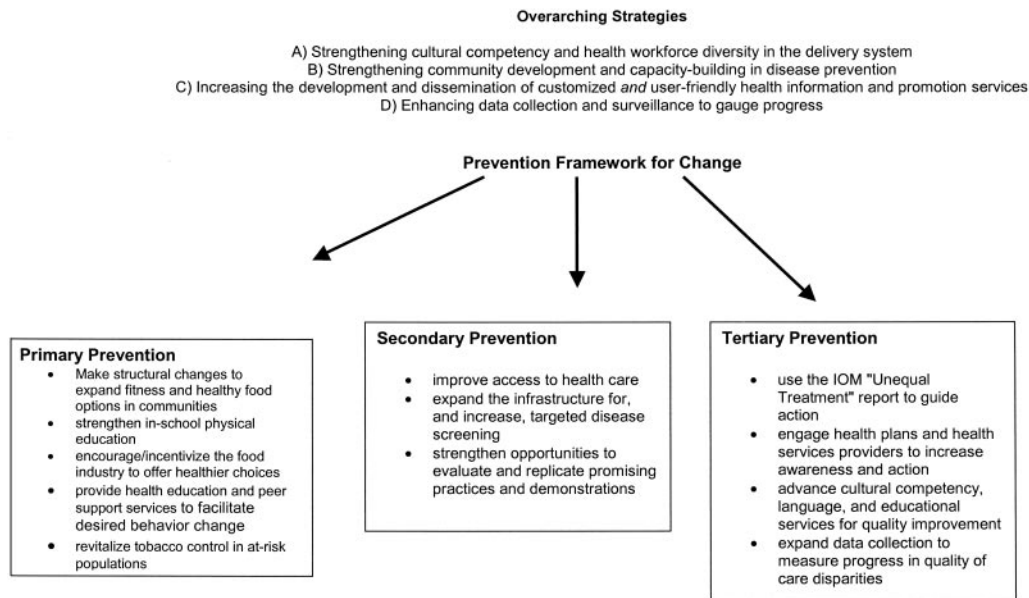 Overarching Strategies
A) Strengthening cultural competency and health workforce diversity in the delivery system
B) Strengthening community development and capacity-building in disease prevention
C) Increasing the development and dissemination of customized and user-friendly health information and promotion services
D) Enhancing data collection and surveillance to gauge progress
Prevention Framework for Change
Primary Prevention
• Make structural changes to
expand fitness and healthy food
options in communities
• strengthen in-school physical
education
• encourage/incentivize the food
industry to offer healthier choices
• provide health education and peer
support services to facilitate
desired behavior change
• revitalize tobacco control in at-risk
populations
Secondary Prevention
• improve access to health care
• expand the infrastructure for,
and increase, targeted disease
screening
• strengthen opportunities to
evaluate and replicate promising
practices and demonstrations
Tertiary Prevention
• use the IOM "Unequal
Treatment" report to guide
action
• engage health plans and health
services providers to increase
awareness and action
• advance cultural competency,
language, and educational
services for quality improvement
• expand data collection to
measure progress in quality of
care disparities